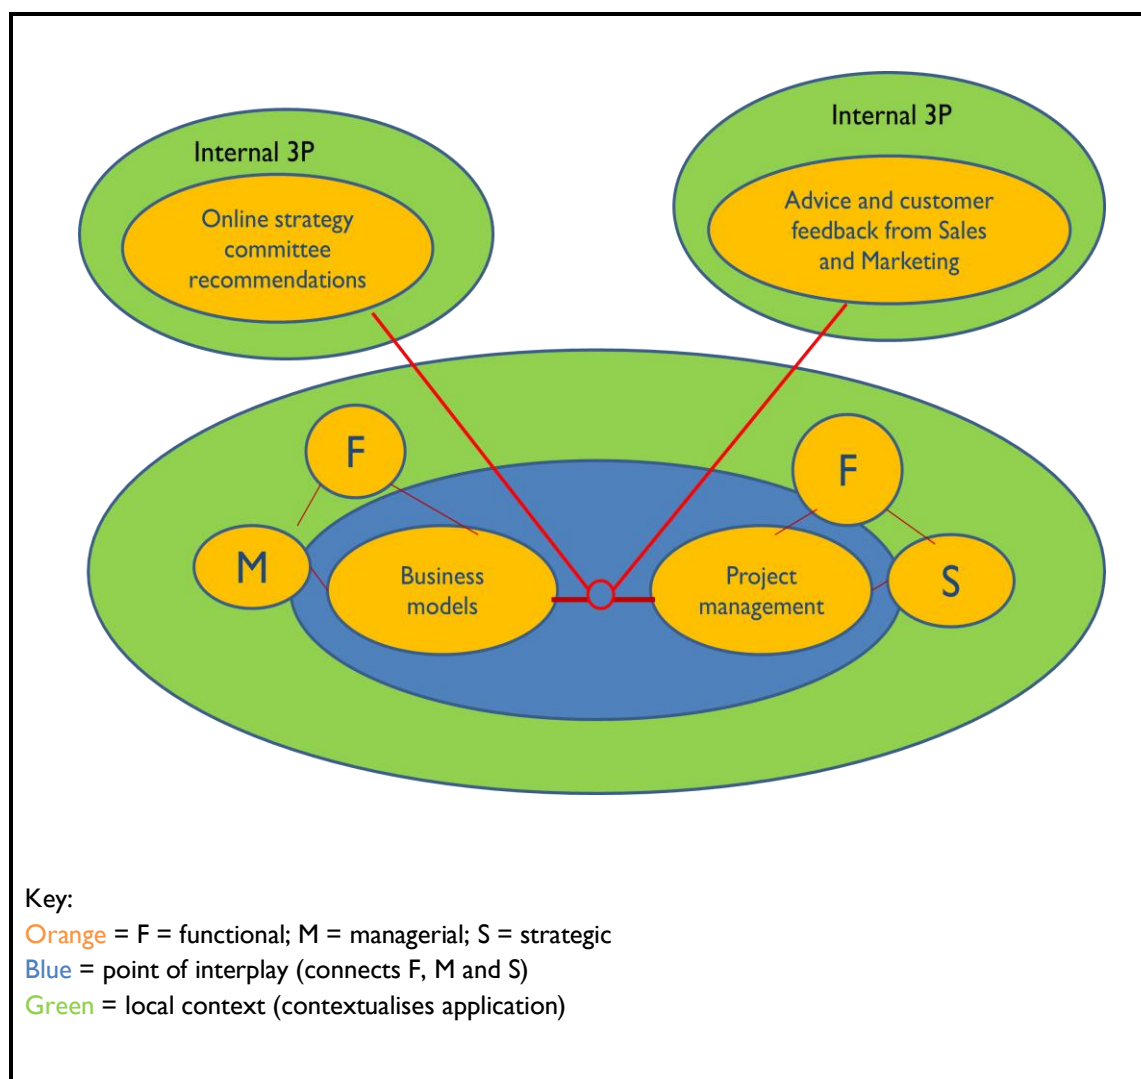 Internal 3P
Online strategy
committee
recommendations
Internal 3P
Advice and customer
feedback from Sales
and Marketing
F
M
Business
models
F
Project
management
S
Key:
Orange = F = functional; M = managerial; S = strategic
Blue = point of interplay (connects F, M and S)
Green = local context (contextualises application)